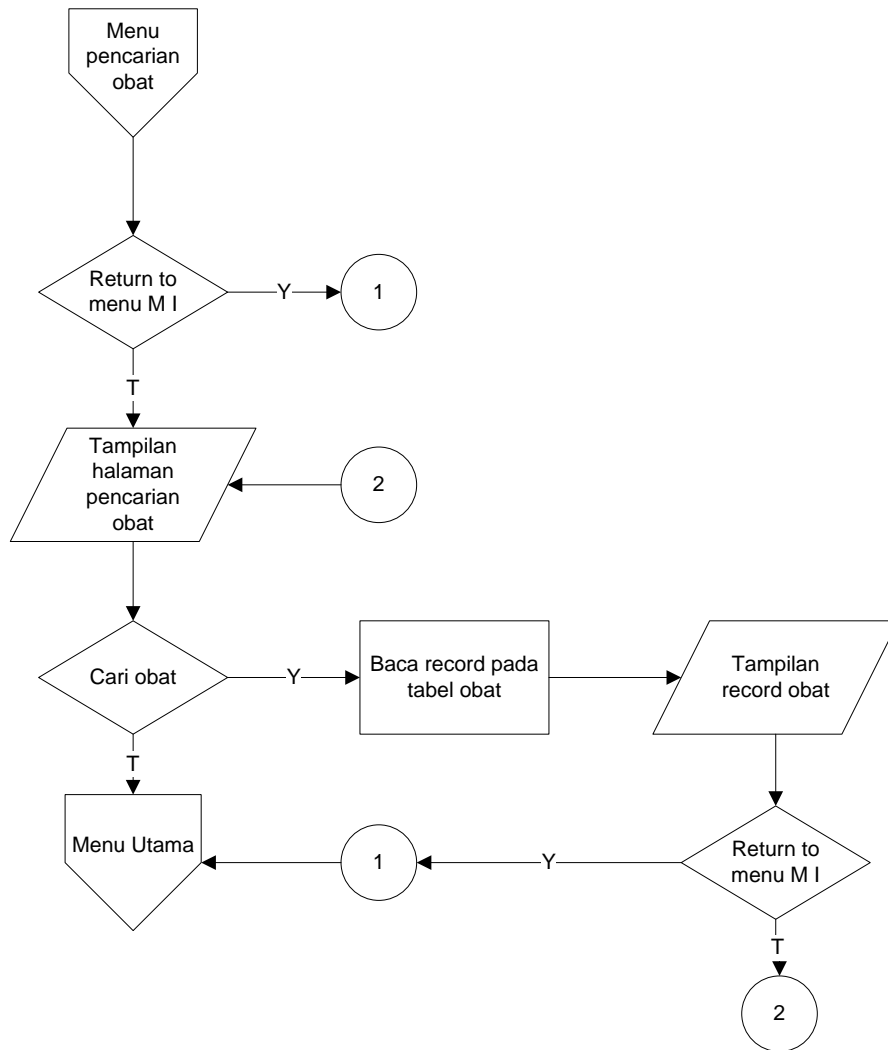 Menu
pencarian
obat
Return to
menu M I
Y
1
T
Tampilan
halaman
pencarian
obat
2
Cari obat
Y
Baca record pada
tabel obat
Tampilan
record obat
T
Menu Utama
1
Y
Return to
menu M I
T
2